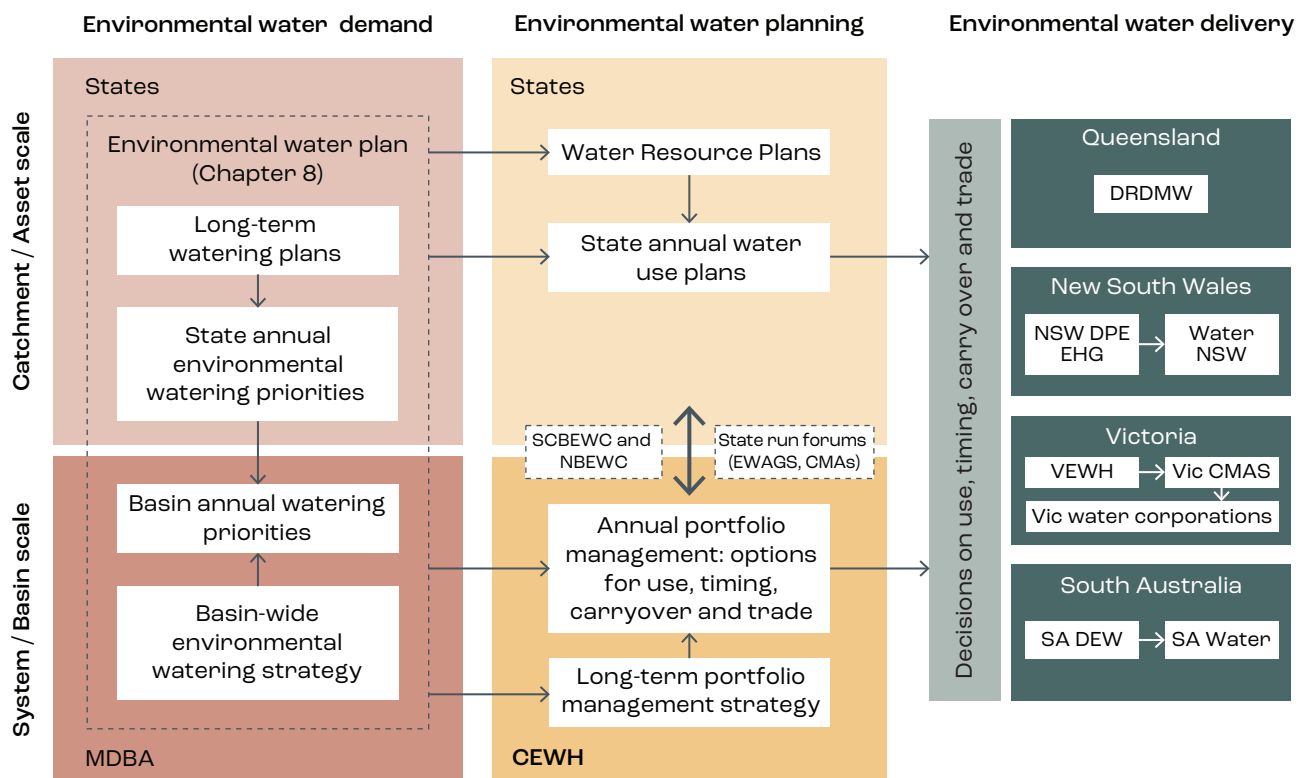 Environmental water demand
Environmental water planning
Environmental water delivery
Catchment / Asset scale
System / Basin scale
States
Environmental water plan
(Chapter 8)
Long-term
watering plans
State annual
environmental
watering priorities
Basin annual watering
priorities
Basin-wide
environmental
watering strategy
MDBA
States
Water Resource Plans
State annual water
use plans
SCBEWC and
NBEWC
State run forums
(EWAGS, CMAs)
Annual portfolio
management: options
for use, timing,
carryover and trade
Long-term portfolio
management strategy
CEWH
Decisions on use, timing, carry over and trade
Queensland
DRDMW
New South Wales
NSW DPE
EHG
Water
NSW
Victoria
VEWH
Vic CMAS
Vic water corporations
South Australia
SA DEW
SA Water